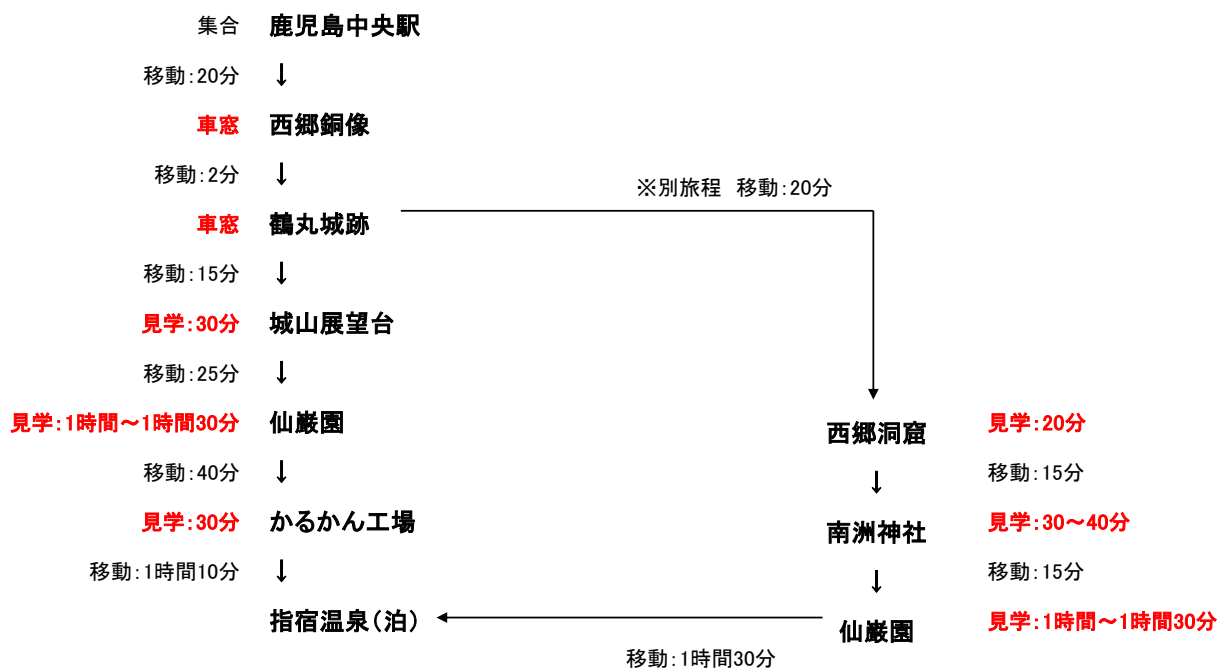 集合 鹿児島中央駅
移動：20分 ↓
車窓 西郷銅像
移動：2分 ↓
※別旅程 移動：20分
車窓 鶴丸城跡
移動：15分 ↓
見学：30分 城山展望台
移動：25分 ↓
見学：1時間～1時間30分 仙巌園
移動：40分 ↓
見学：30分 かるかん工場
移動：1時間10分 ↓
指宿温泉（泊）
西郷洞窟 見学：20分
↓ 移動：15分
南洲神社 見学：30～40分
↓ 移動：15分
仙巌園 見学：1時間～1時間30分
移動：1時間30分